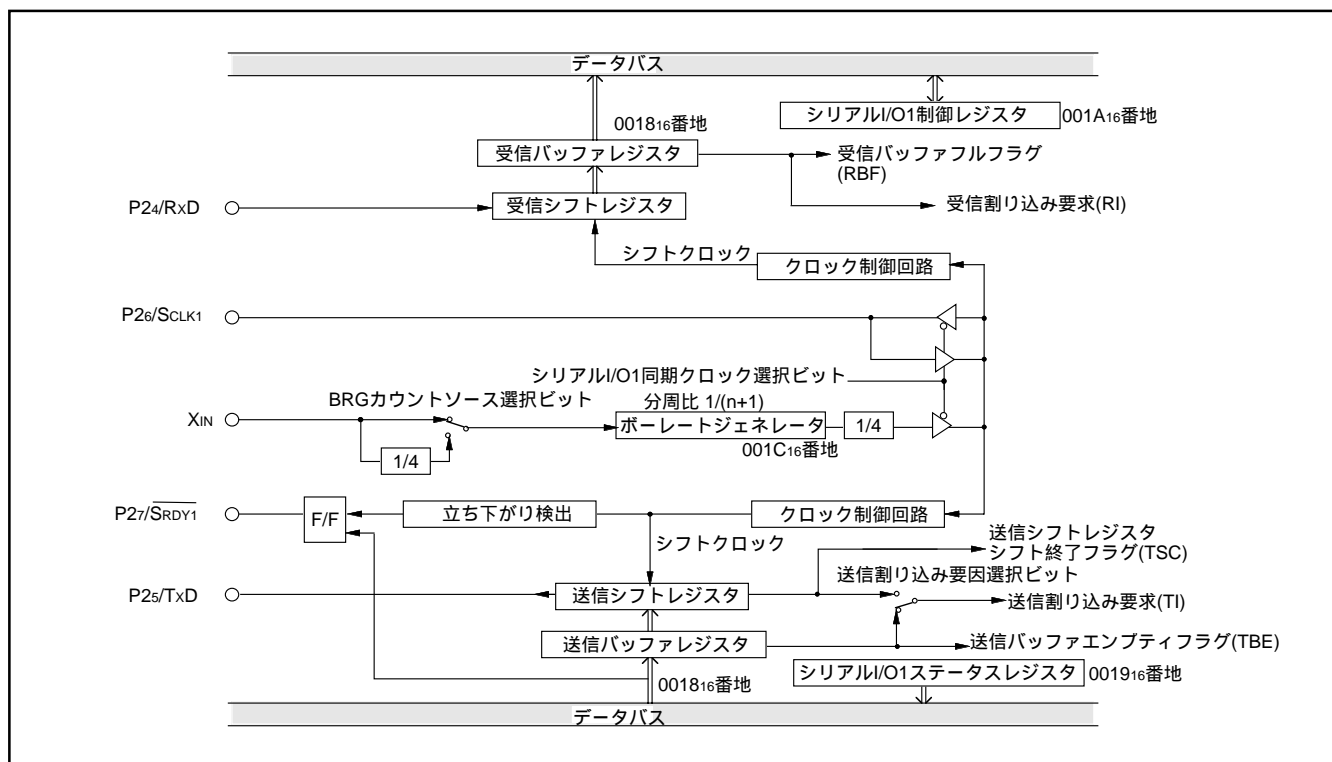 データバス
シリアルI/O1制御レジスタ 001A16番地
001816番地
受信バッファレジスタ
受信バッファフルフラグ
(RBF)
P24/RXD
受信シフトレジスタ
受信割り込み要求(RI)
シフトクロック
クロック制御回路
P26/SCLK1
シリアルI/O1同期クロック選択ビット
BRGカウントソース選択ビット
分周比 1/(n+1)
XIN
ボーレートジェネレータ
1/4
001C16番地
1/4
P27/SRDY1
F/F
立ち下がり検出
クロック制御回路
シフトクロック
送信シフトレジスタ
シフト終了フラグ(TSC)
送信割り込み要因選択ビット
P25/TXD
送信シフトレジスタ
送信割り込み要求(TI)
送信バッファレジスタ
送信バッファエンプティフラグ(TBE)
001816番地
シリアルI/O1ステータスレジスタ 001916番地
データバス